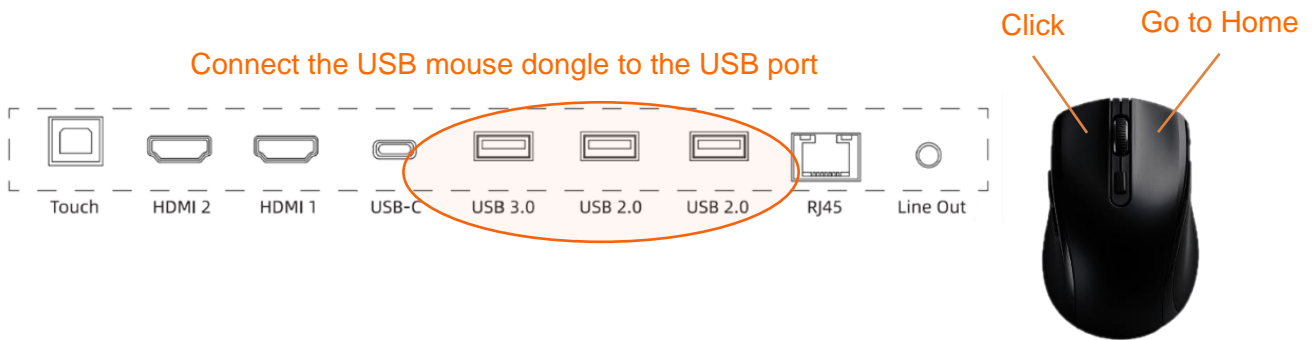 Click
Go to Home
Connect the USB mouse dongle to the USB port
Touch
HDMI 2
HDMI 1
USB-C
USB 3.0
USB 2.0
USB 2.0
RJ45
Line Out